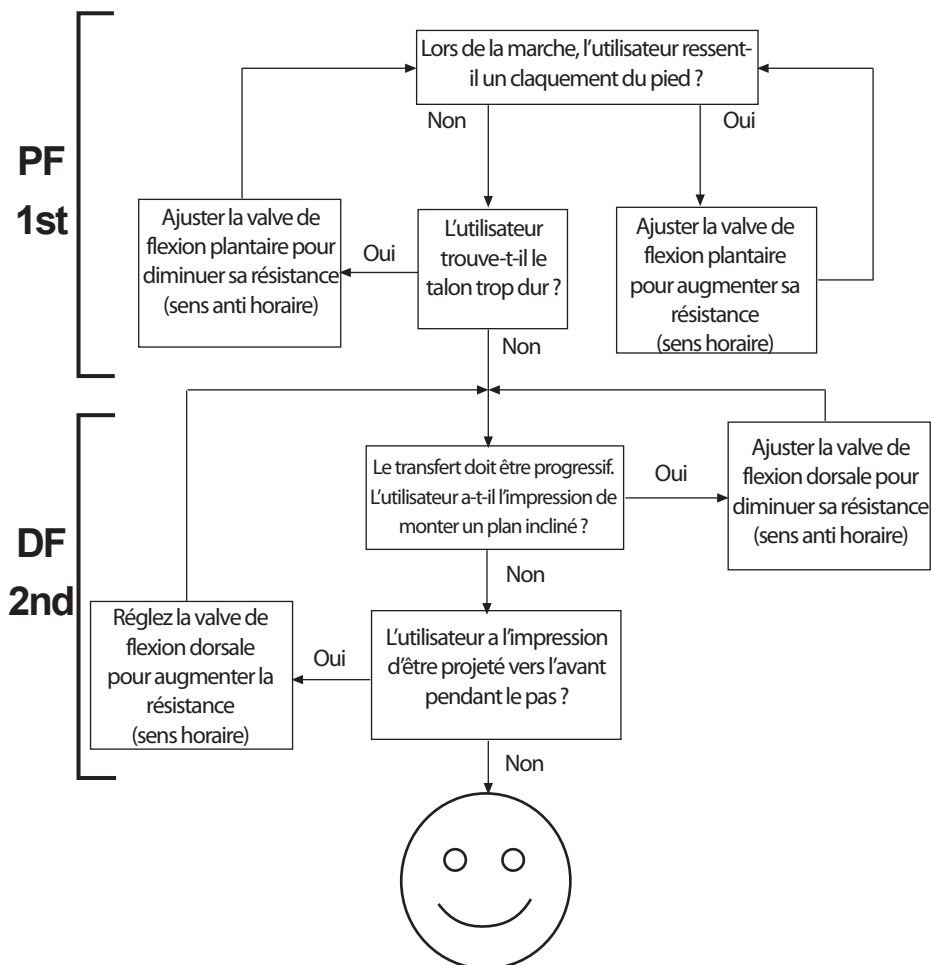 Lors de la marche, l'utilisateur ressent-
il un claquement du pied ?
Non
Oui
PF
1st
Ajuster la valve de
flexion plantaire pour
diminuer sa résistance
(sens anti horaire)
Oui
L'utilisateur
trouve-t-il le
talon trop dur ?
Ajuster la valve de
flexion plantaire
pour augmenter sa
résistance
(sens horaire)
Non
DF
2nd
Le transfert doit être progressif.
L'utilisateur a-t-il l'impression de
monter un plan incliné ?
Oui
Ajuster la valve de
flexion dorsale pour
diminuer sa résistance
(sens anti horaire)
Non
Réglez la valve de
flexion dorsale
pour augmenter la
résistance
(sens horaire)
Oui
L'utilisateur a l'impression
d'être projeté vers l'avant
pendant le pas ?
Non